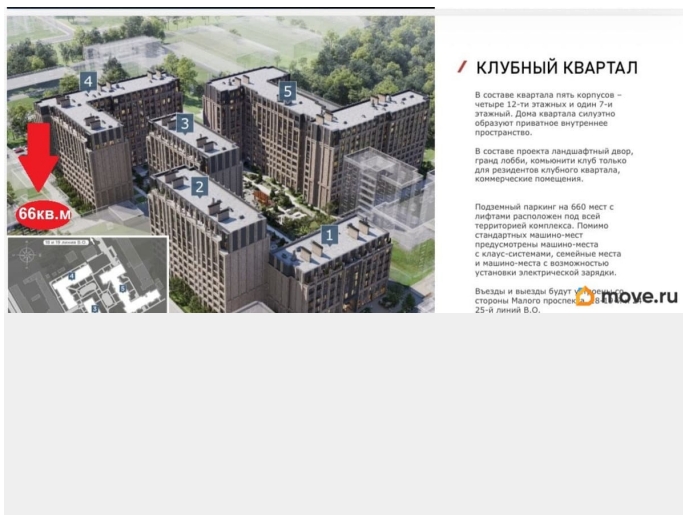 КЛУБНЫЙ КВАРТАЛ
В составе квартала пять корпусов –
четыре 12-ти этажных и один 7-и
этажный. Дома квартала силуэтно
образуют приватное внутреннее
пространство.
В составе проекта ландшафтный двор,
гранд лобби, комьюнити клуб только
для резидентов клубного квартала,
коммерческие помещения.
Подземный паркинг на 660 мест с
лифтами расположен под всей
территорией комплекса. Помимо
стандартных машино-мест
предусмотрены машино-места
с клаус-системами, семейные места
и машино-места с возможностью
установки электрической зарядки.
Въезды и выезды будут со
стороны Малого
25-й линий В.О.
move.ru
4
5
3
2
1
66кв.м
4
5
3